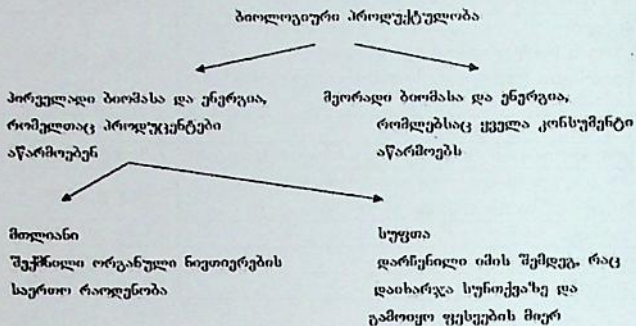 ბიოლოგიური პროდუქტულობა
პირველადი ბიომასა და ენერგია,
რომელთაც პროდუცენტები
აწარმოებენ
მეორადი ბიომასა და ენერგია,
რომლებსაც ყველა კონსუმენტი
აწარმოებს
მთლიანი
შექმნილი ორგანული ნივთიერების
საერთო რაოდენობა
სუფთა
დარჩენილი იმის შემდეგ, რაც
დაიხარჯა სუნთქვაზე და
გამოიყო ფესვების მიერ